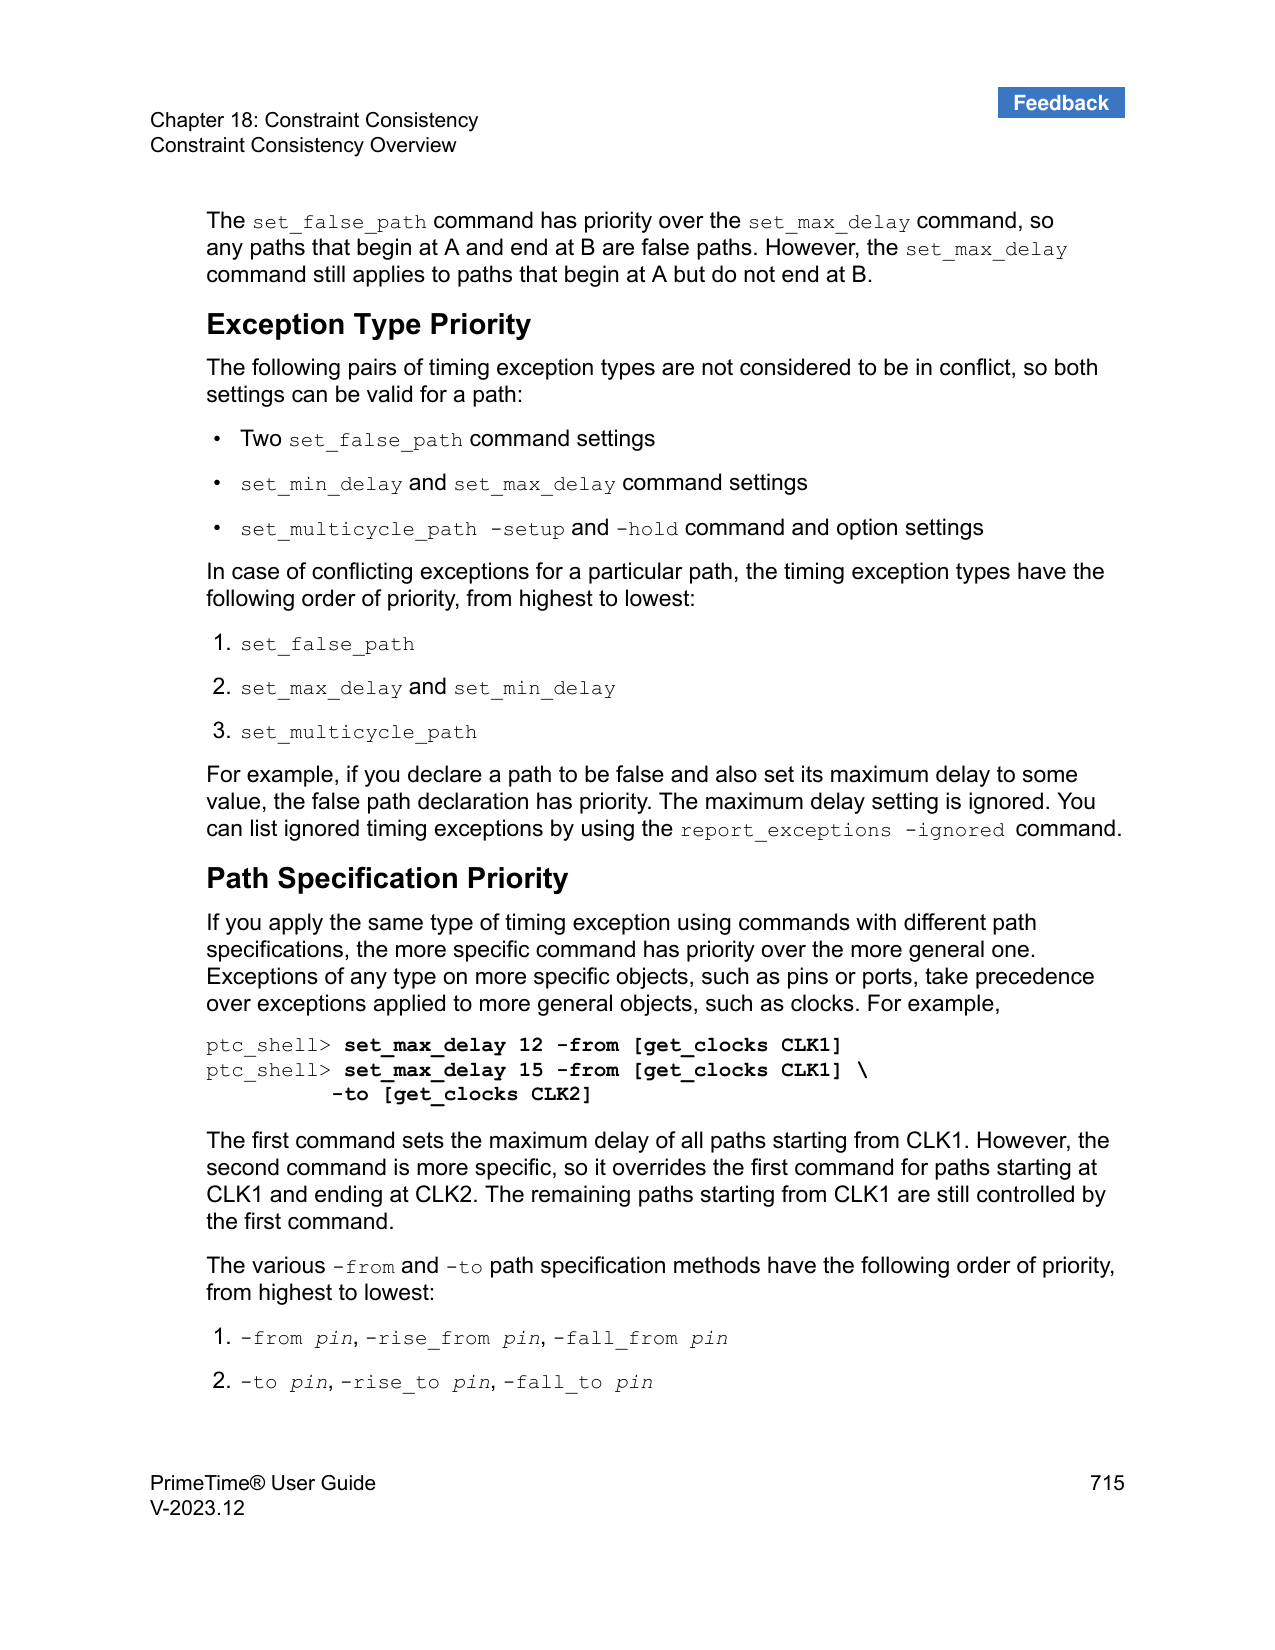 Feedback
Chapter 18: Constraint Consistency
Constraint Consistency Overview
The set_false_path command has priority over the set_max_delay command, so
any paths that begin at A and end at B are false paths. However, the set_max_delay
command still applies to paths that begin at A but do not end at B.
Exception Type Priority
The following pairs of timing exception types are not considered to be in conflict, so both
settings can be valid for a path:
• Two set_false_path command settings
• set_min_delay and set_max_delay command settings
• set_multicycle_path -setup and -hold command and option settings
In case of conflicting exceptions for a particular path, the timing exception types have the
following order of priority, from highest to lowest:
1. set_false_path
2. set_max_delay and set_min_delay
3. set_multicycle_path
For example, if you declare a path to be false and also set its maximum delay to some
value, the false path declaration has priority. The maximum delay setting is ignored. You
can list ignored timing exceptions by using the report_exceptions -ignored command.
Path Specification Priority
If you apply the same type of timing exception using commands with different path
specifications, the more specific command has priority over the more general one.
Exceptions of any type on more specific objects, such as pins or ports, take precedence
over exceptions applied to more general objects, such as clocks. For example,
ptc_shell> set_max_delay 12 -from [get_clocks CLK1]
ptc_shell> set_max_delay 15 -from [get_clocks CLK1] \
-to [get_clocks CLK2]
The first command sets the maximum delay of all paths starting from CLK1. However, the
second command is more specific, so it overrides the first command for paths starting at
CLK1 and ending at CLK2. The remaining paths starting from CLK1 are still controlled by
the first command.
The various -from and -to path specification methods have the following order of priority,
from highest to lowest:
1. -from pin, -rise_from pin, -fall_from pin
2. -to pin, -rise_to pin, -fall_to pin
PrimeTime® User Guide
715
V-2023.12